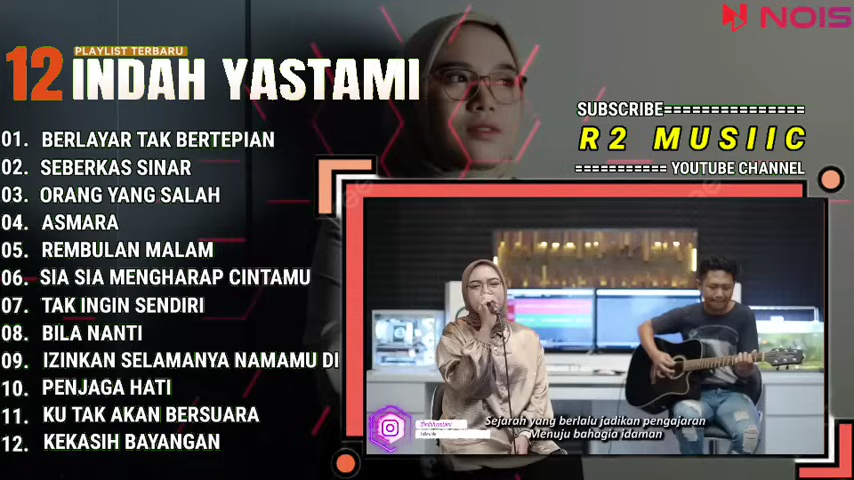 NOIS
PLAYLIST TERBARU
12 INDAH YASTAMI
SUBSCRIBE===============
R2 MUSIIC
=========== YOUTUBE CHANNEL
01. BERLAYAR TAK BERTEPIAN
02. SEBERKAS SINAR
03. ORANG YANG SALAH
04. ASMARA
05. REMBULAN MALAM
06. SIA SIA MENGHARAP CINTAMU
07. TAK INGIN SENDIRI
08. BILA NANTI
09. IZINKAN SELAMANYA NAMAMU DI
10. PENJAGA HATI
11. KU TAK AKAN BERSUARA
12. KEKASIH BAYANGAN
Sejarah yang berlalu jadikan pengajaran
Menuju bahagia idaman